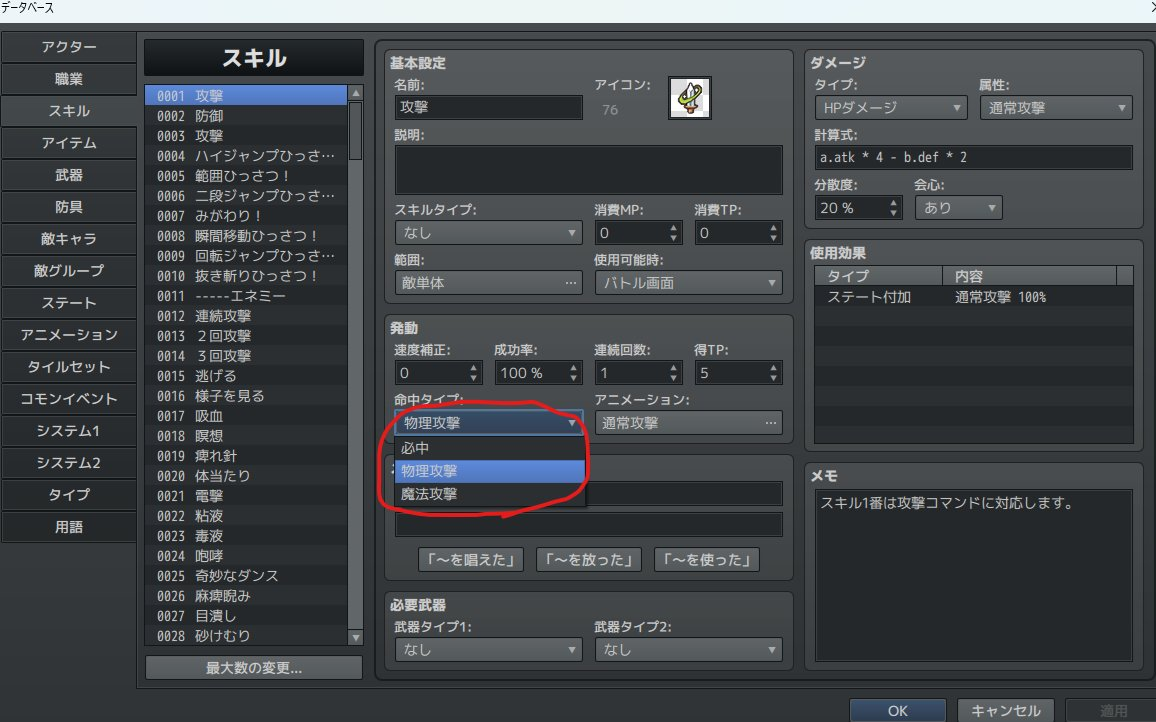 データベース
アクター
職業
スキル
アイテム
武器
防具
敵キャラ
敵グループ
ステート
アニメーション
タイルセット
コモンイベント
システム1
システム2
タイプ
用語
スキル
0001 攻撃
0002 防御
0003 攻撃
0004 ハイジャンプひっさ…
0005 範囲ひっさつ！
0006 二段ジャンプひっさ…
0007 みがわり！
0008 瞬間移動ひっさつ！
0009 回転ジャンプひっさ…
0010 抜き斬りひっさつ！
0011 -----エネミー
0012 連続攻撃
0013 ２回攻撃
0014 ３回攻撃
0015 逃げる
0016 様子を見る
0017 吸血
0018 瞑想
0019 痺れ針
0020 体当たり
0021 電撃
0022 粘液
0023 毒液
0024 咆哮
0025 奇妙なダンス
0026 麻痺睨み
0027 目潰し
0028 砂けむり
最大数の変更...
基本設定
名前:
攻撃
アイコン:
76
説明:
スキルタイプ:
なし
消費MP:
0
消費TP:
0
範囲:
敵単体
...
使用可能時:
バトル画面
発動
速度補正:
0
成功率:
100 %
連続回数:
1
得TP:
5
命中タイプ:
物理攻撃
必中
物理攻撃
魔法攻撃
アニメーション:
通常攻撃
...
「～を唱えた」
「～を放った」
「～を使った」
必要武器
武器タイプ1:
なし
武器タイプ2:
なし
ダメージ
タイプ:
HPダメージ
属性:
通常攻撃
計算式:
a.atk * 4 - b.def * 2
分散度:
20 %
会心:
あり
使用効果
タイプ 内容
ステート付加 通常攻撃 100%
メモ
スキル1番は攻撃コマンドに対応します。
OK
キャンセル
適用